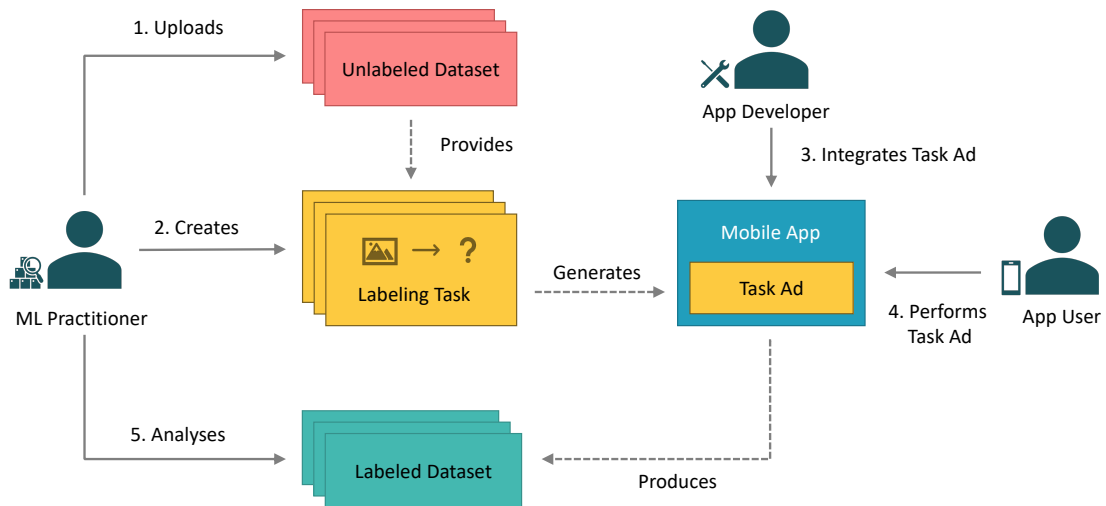 1. Uploads
Unlabeled Dataset
App Developer
Provides
3. Integrates Task Ad
2. Creates
?
Labeling Task
Generates
Mobile App
Task Ad
ML Practitioner
4. Performs
Task Ad
App User
5. Analyses
Labeled Dataset
Produces